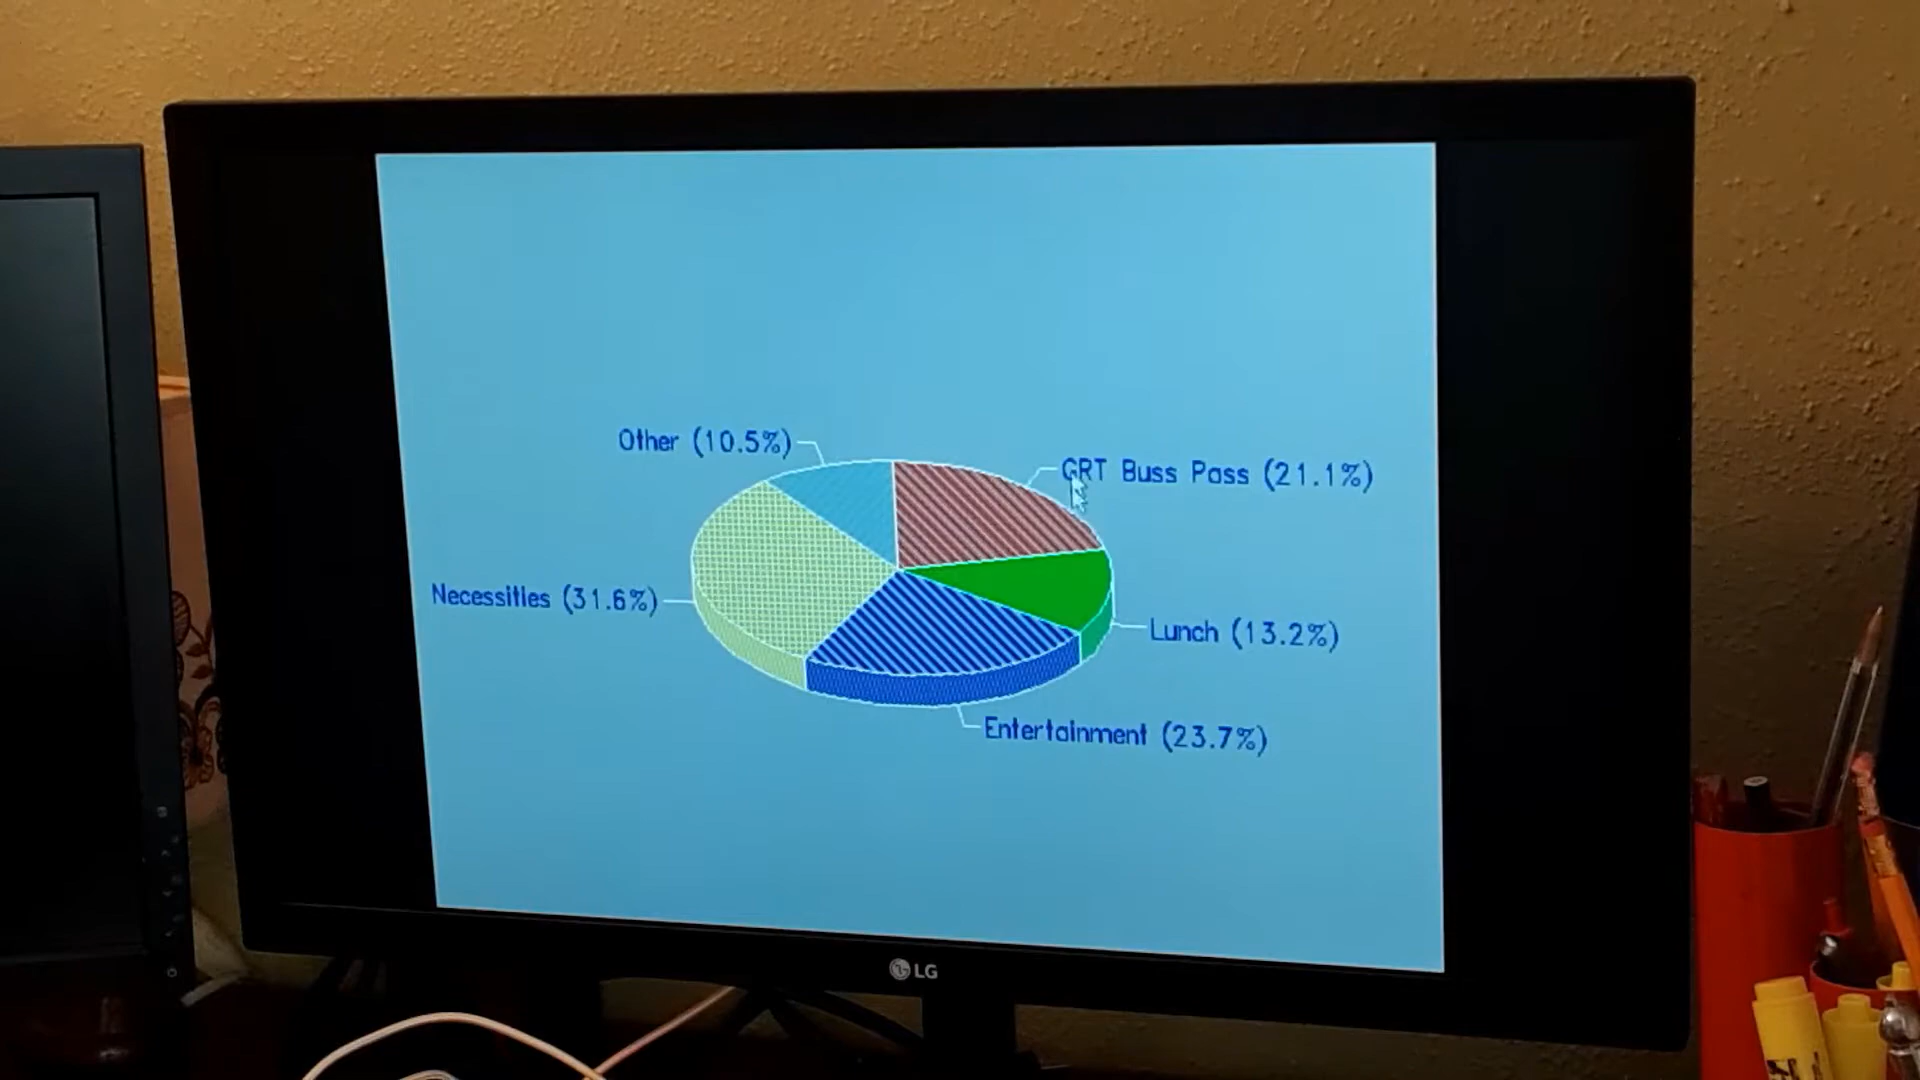 Other (10.5%)
GRT Buss Pass (21.1%)
Necessities (31.6%)
Lunch (13.2%)
Entertainment (23.7%)
LG